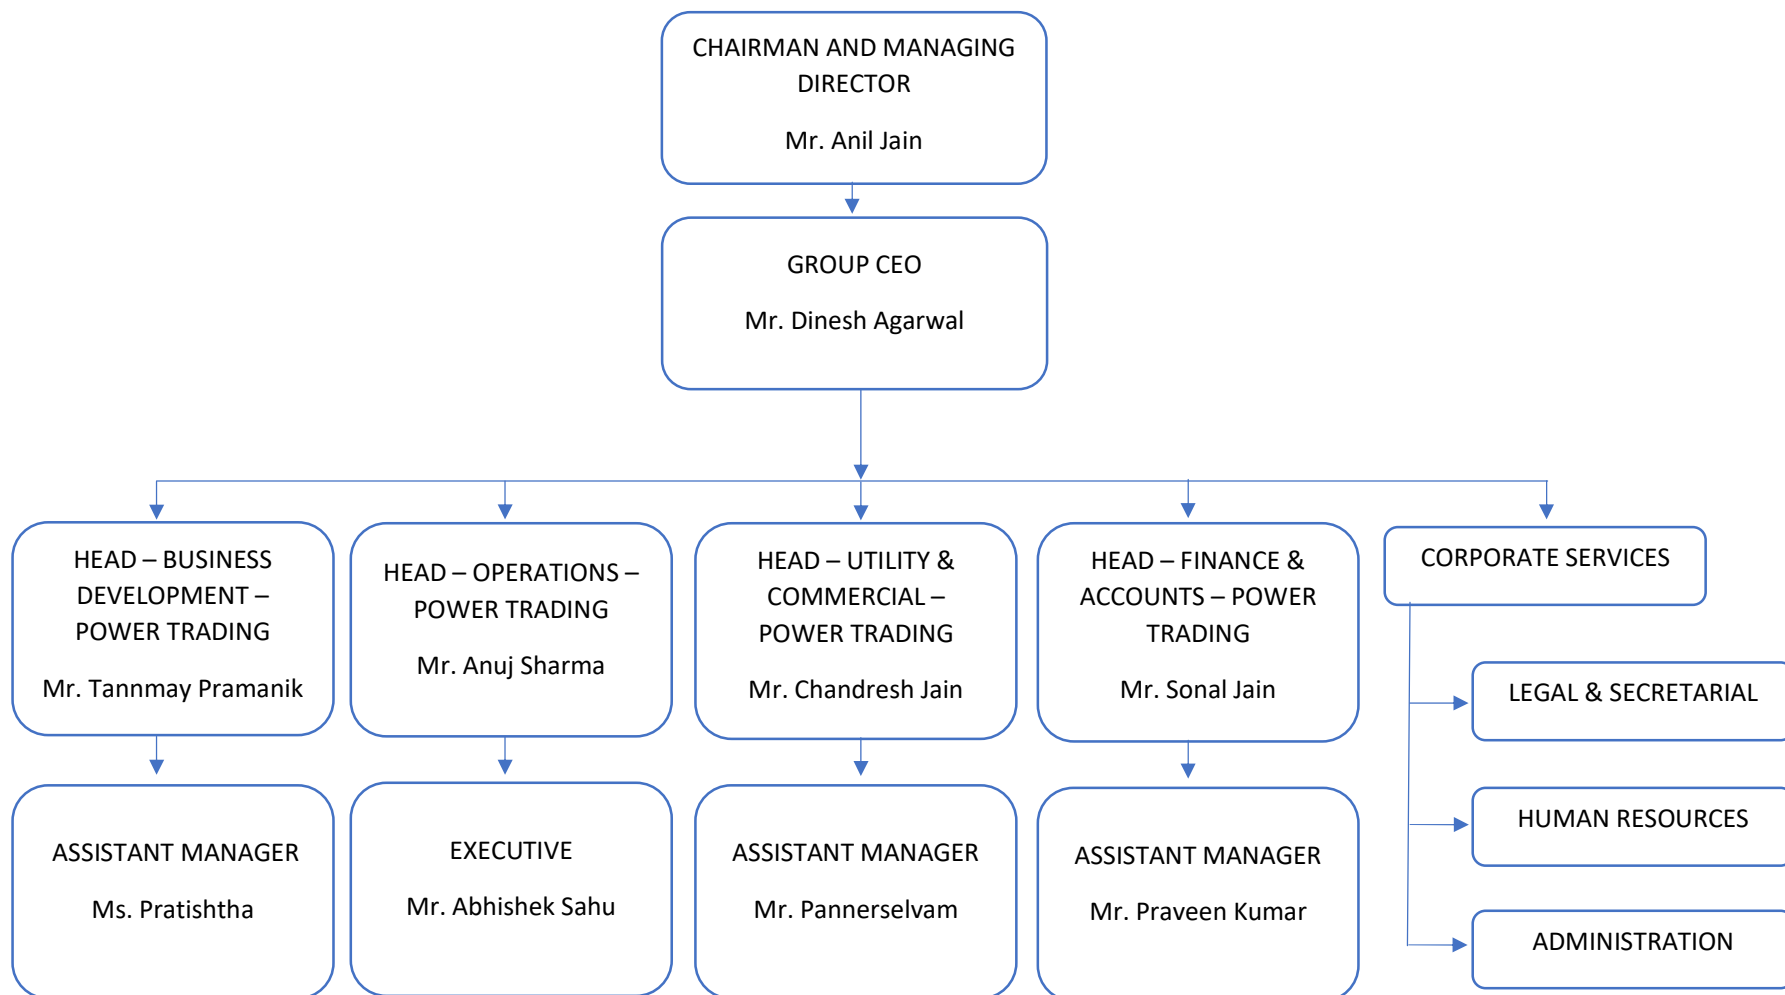 CHAIRMAN AND MANAGING
DIRECTOR
Mr. Anil Jain
GROUP CEO
Mr. Dinesh Agarwal
HEAD – BUSINESS
DEVELOPMENT –
POWER TRADING
Mr. Tannmay Pramanik
HEAD – OPERATIONS –
POWER TRADING
Mr. Anuj Sharma
HEAD – UTILITY &
COMMERCIAL –
POWER TRADING
Mr. Chandresh Jain
HEAD – FINANCE &
ACCOUNTS – POWER
TRADING
Mr. Sonal Jain
CORPORATE SERVICES
LEGAL & SECRETARIAL
HUMAN RESOURCES
ADMINISTRATION
ASSISTANT MANAGER
Ms. Pratishtha
EXECUTIVE
Mr. Abhishek Sahu
ASSISTANT MANAGER
Mr. Pannerselvam
ASSISTANT MANAGER
Mr. Praveen Kumar